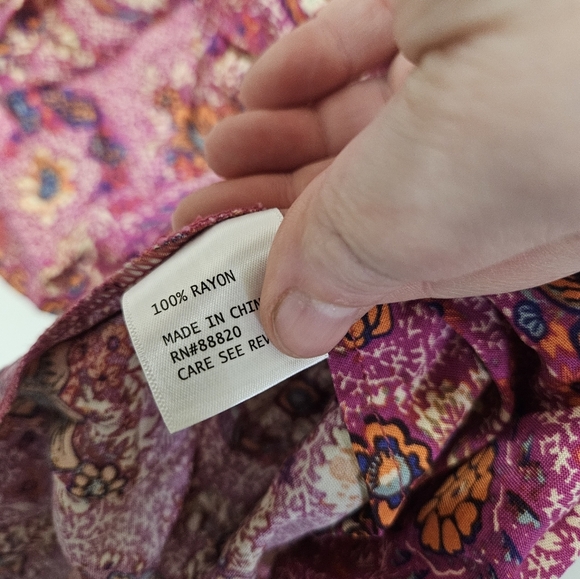 100% RAYON
MADE IN CHIN
RN#88820
CARE SEE REV